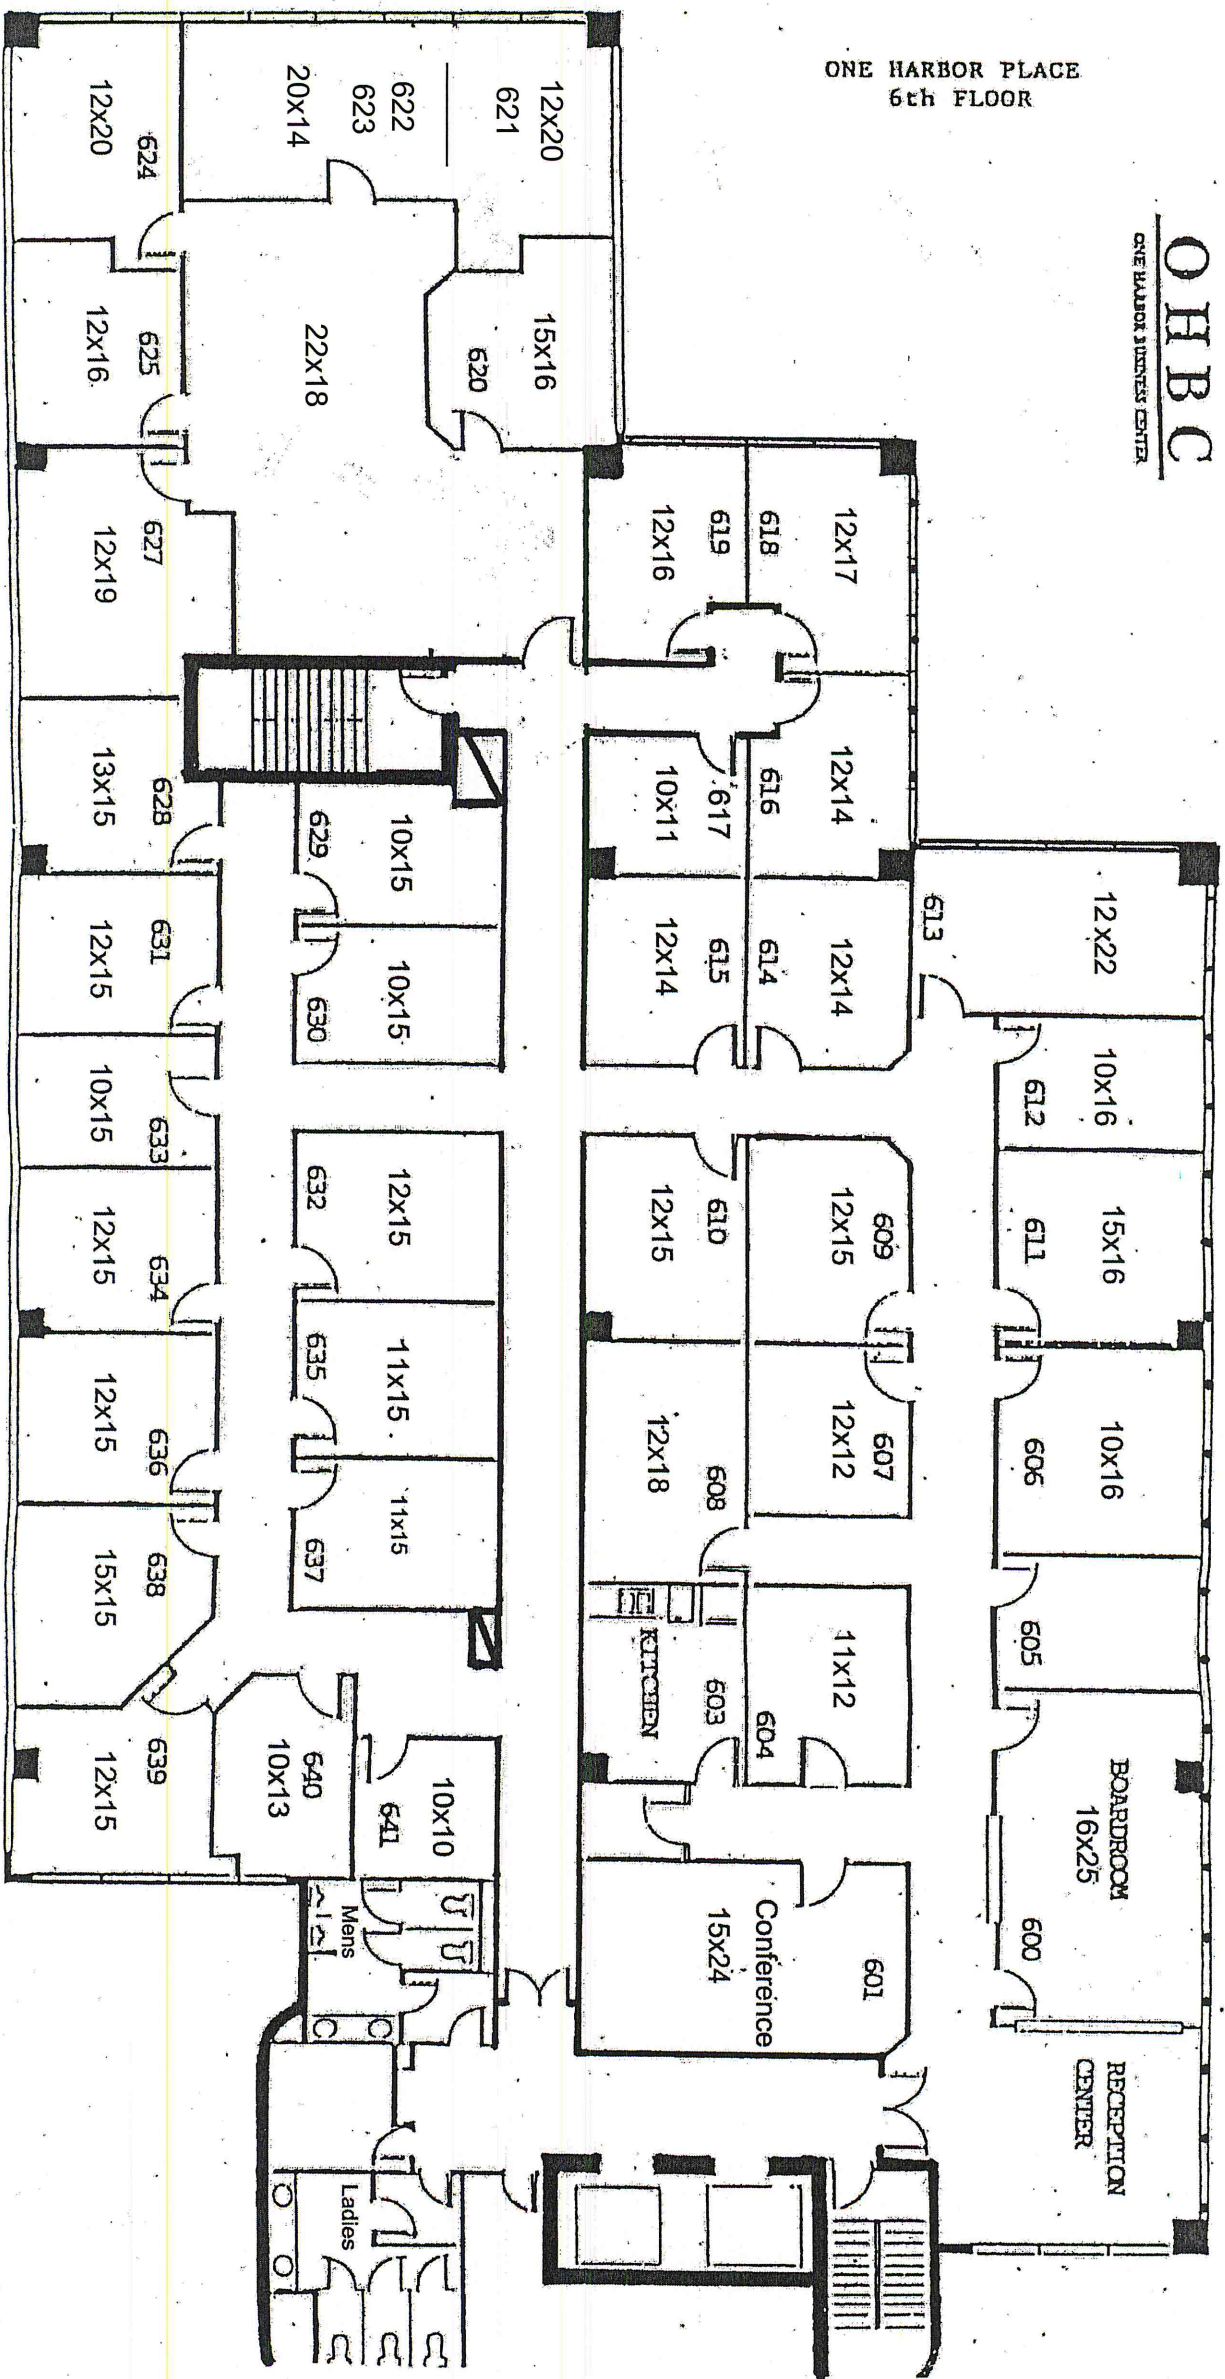 ONE HARBOR PLACE
6th FLOOR
OHBC
ONE HARBOR BUSINESS CENTER
12x22
613
10x16
612
15x16
611
10x16
606
605
BOARDROOM
16x25
600
RECEPTION
CENTER
12x17
618
619
12x16
12x14
616
617
10x11
12x14
614
615
12x14
609
12x15
610
12x15
607
12x12
608
12x18
11x12
604
603
KITCHEN
601
Conference
15x24
12x20
621
622
623
20x14
15x16
620
22x18
10x15
629
10x15
630
12x15
632
11x15
635
11x15
637
10x10
641
640
10x13
Mens
Ladies
624
12x20
625
12x16
627
12x19
628
13x15
631
12x15
633
10x15
634
12x15
636
12x15
638
15x15
639
12x15